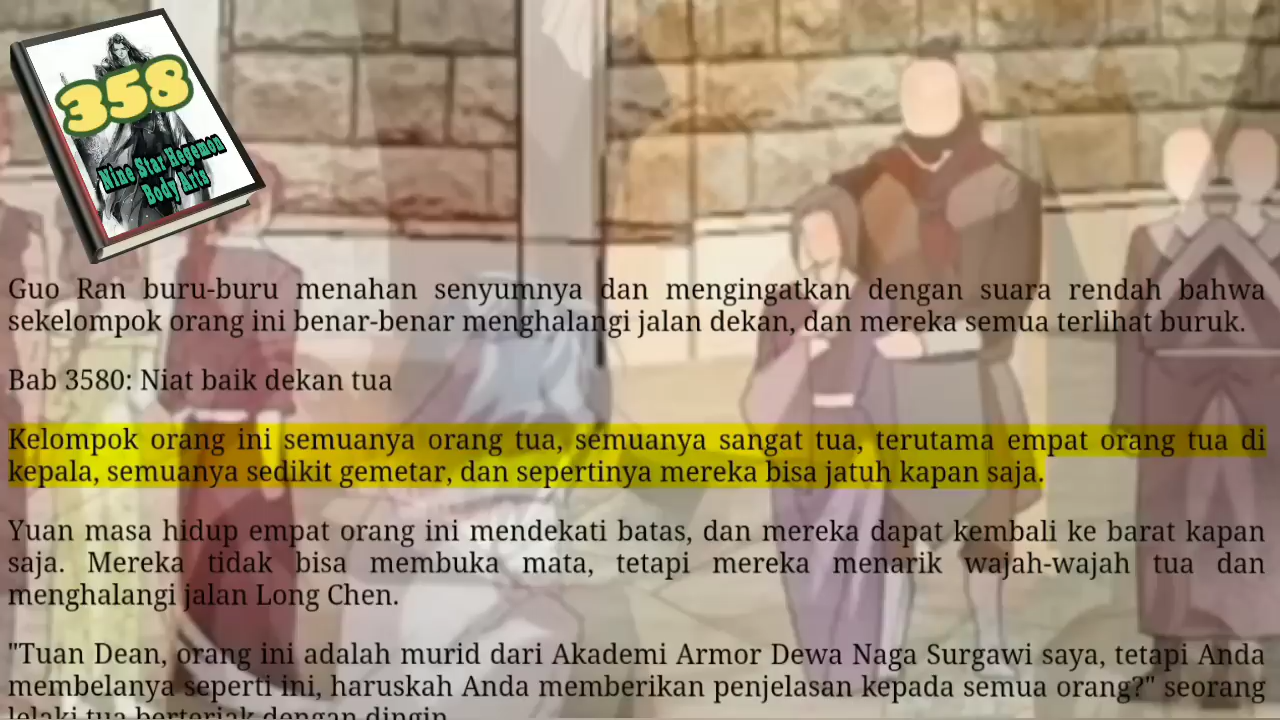 358
Nine Star Hegemon
Body Arts
Guo Ran buru-buru menahan senyumnya dan mengingatkan dengan suara rendah bahwa
sekelompok orang ini benar-benar menghalangi jalan dekan, dan mereka semua terlihat buruk.
Bab 3580: Niat baik dekan tua
Kelompok orang ini semuanya orang tua, semuanya sangat tua, terutama empat orang tua di
kepala, semuanya sedikit gemetar, dan sepertinya mereka bisa jatuh kapan saja.
Yuan masa hidup empat orang ini mendekati batas, dan mereka dapat kembali ke barat kapan
saja. Mereka tidak bisa membuka mata, tetapi mereka menarik wajah-wajah tua dan
menghalangi jalan Long Chen.
"Tuan Dean, orang ini adalah murid dari Akademi Armor Dewa Naga Surgawi saya, tetapi Anda
membelanya seperti ini, haruskah Anda memberikan penjelasan kepada semua orang?" seorang
lelaki tua berteriak dengan dingin